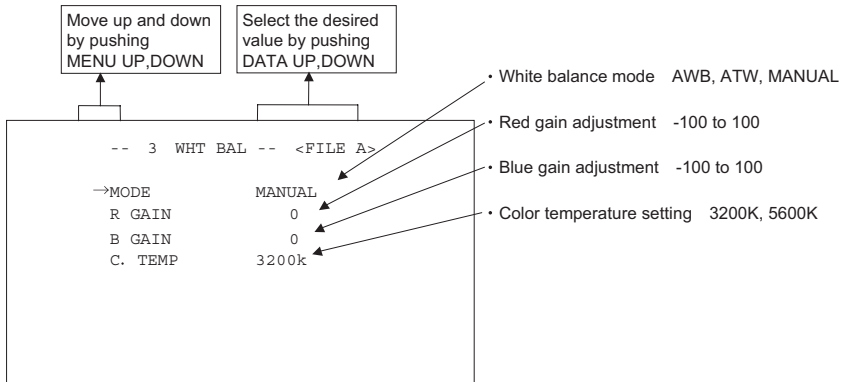 Move up and down
by pushing
MENU UP,DOWN
Select the desired
value by pushing
DATA UP,DOWN
・White balance mode AWB, ATW, MANUAL
・Red gain adjustment -100 to 100
・Blue gain adjustment -100 to 100
・Color temperature setting 3200K, 5600K
-- 3 WHT BAL -- <FILE A>
→MODE MANUAL
R GAIN 0
B GAIN 0
C. TEMP 3200k